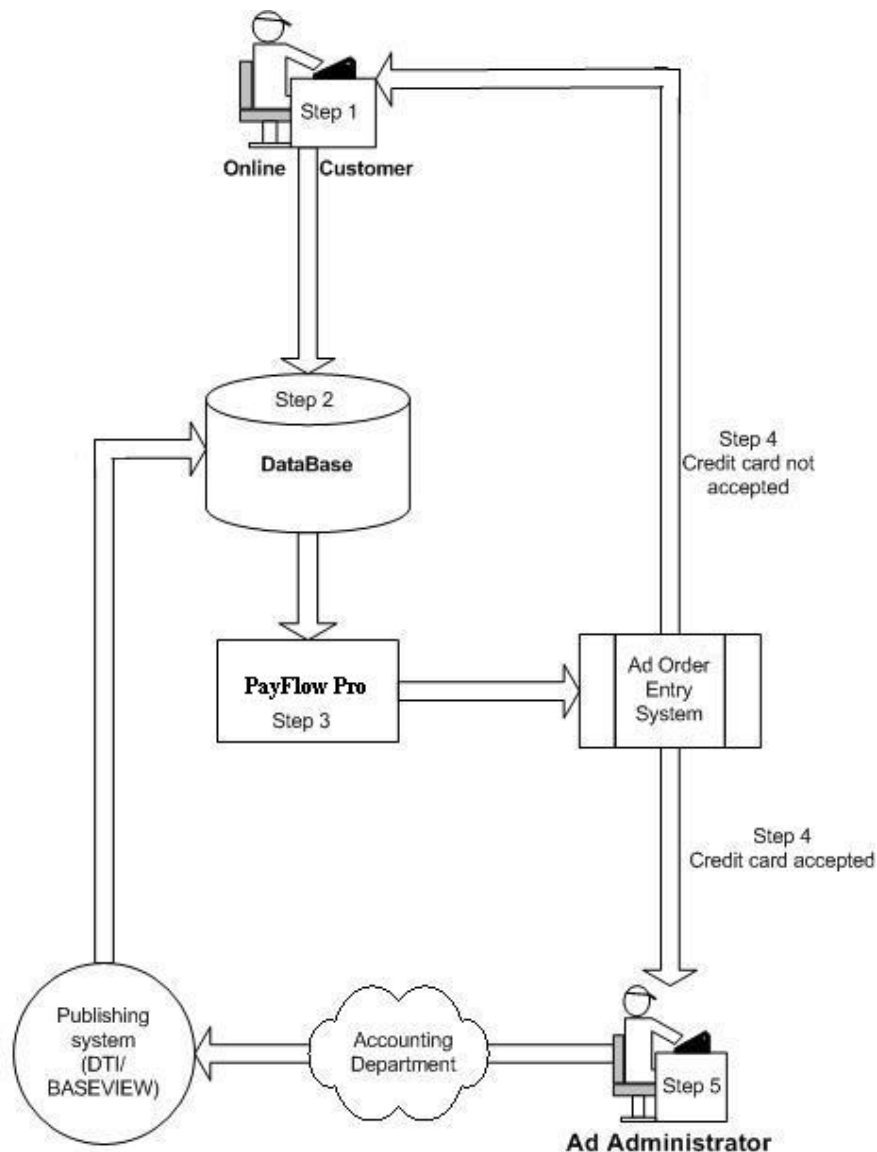 Step 1
Online Customer
Step 2
DataBase
Step 4
Credit card not
accepted
PayFlow Pro
Step 3
Ad Order
Entry
System
Step 4
Credit card accepted
Publishing
system
(DTI/
BASEVIEW)
Accounting
Department
Step 5
Ad Administrator